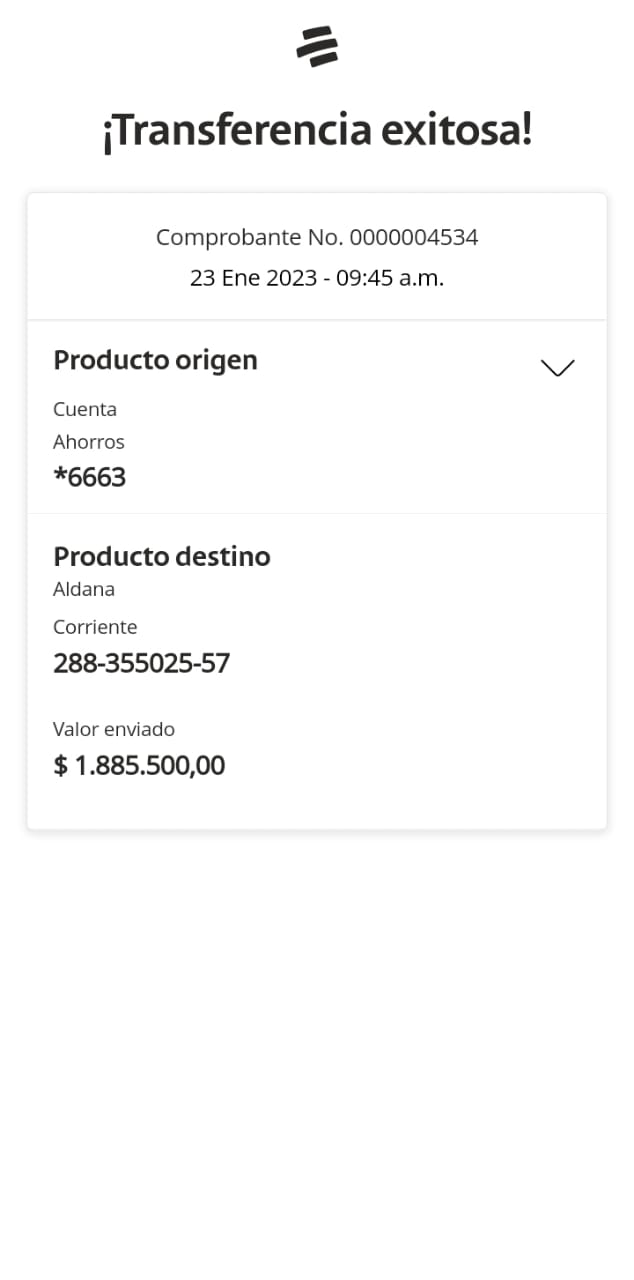 ¡Transferencia exitosa!
Comprobante No. 0000004534
23 Ene 2023 - 09:45 a.m.
Producto origen
Cuenta
Ahorros
*6663
Producto destino
Aldana
Corriente
288-355025-57
Valor enviado
$ 1.885.500,00